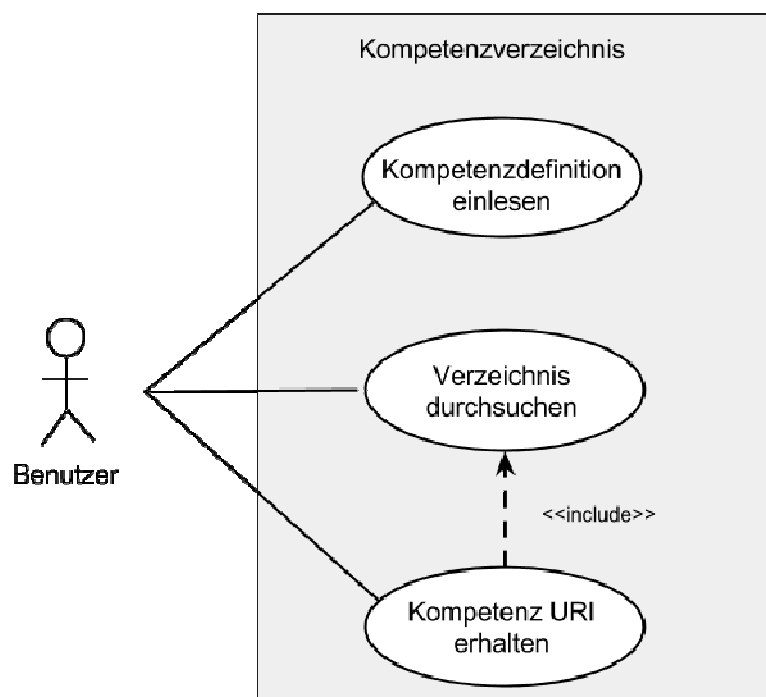 Kompetenzverzeichnis
Kompetenzdefinition
einlesen
Verzeichnis
durchsuchen
Benutzer
<<include>>
Kompetenz URI
erhalten